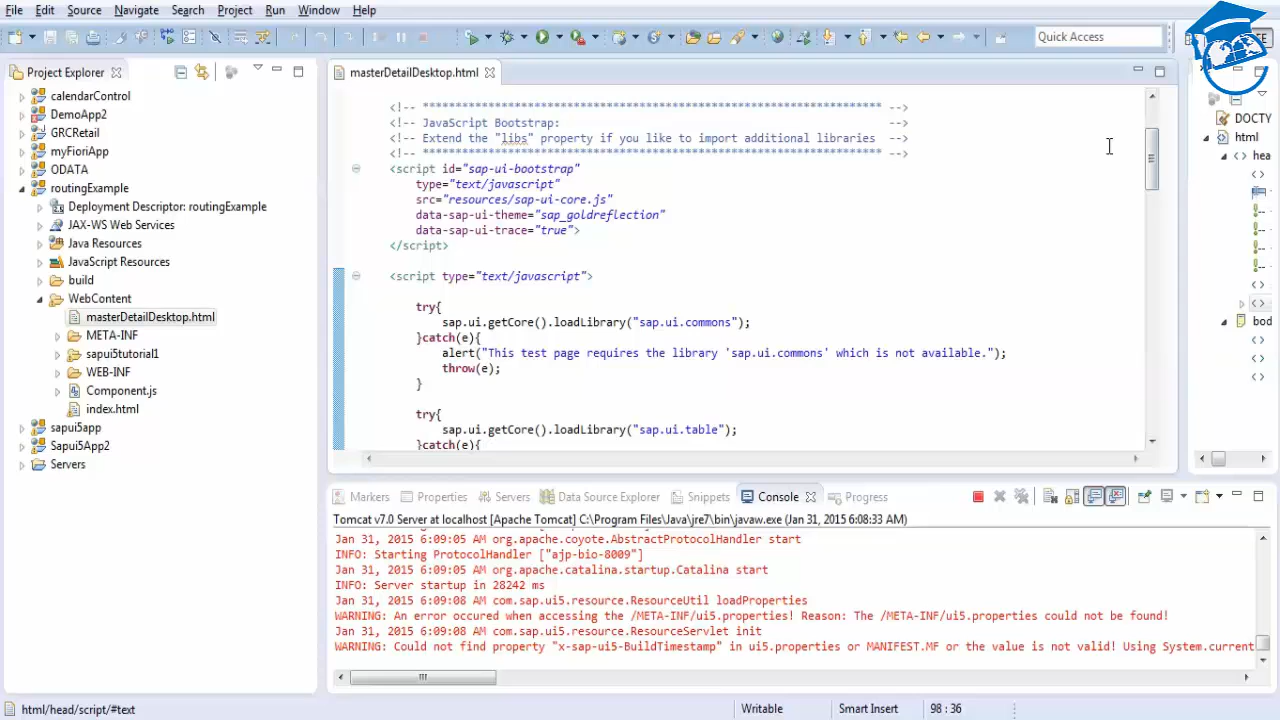 File Edit Source Navigate Search Project Run Window Help
Quick Access
Project Explorer
masterDetailDesktop.html
calendarControl
DemoApp2
GRCRetail
myFioriApp
ODATA
routingExample
Deployment Descriptor: routingExample
JAX-WS Web Services
Java Resources
JavaScript Resources
build
WebContent
masterDetailDesktop.html
META-INF
sapui5tutorial1
WEB-INF
Component.js
index.html
sapui5app
Sapui5App2
Servers
<!-- ********************************************************************** -->
<!-- JavaScript Bootstrap: -->
<!-- Extend the "libs" property if you like to import additional libraries -->
<!-- ********************************************************************** -->
<script id="sap-ui-bootstrap"
type="text/javascript"
src="resources/sap-ui-core.js"
data-sap-ui-theme="sap_goldreflection"
data-sap-ui-trace="true">
</script>
<script type="text/javascript">
try{
sap.ui.getCore().loadLibrary("sap.ui.commons");
}catch(e){
alert("This test page requires the library 'sap.ui.commons' which is not available.");
throw(e);
}
try{
sap.ui.getCore().loadLibrary("sap.ui.table");
}catch(e){
DOCTY
html
hea
bod
Markers Properties Servers Data Source Explorer Snippets Console Progress
Tomcat v7.0 Server at localhost [Apache Tomcat] C:\Program Files\Java\jre7\bin\javaw.exe (Jan 31, 2015 6:08:33 AM)
Jan 31, 2015 6:09:05 AM org.apache.coyote.AbstractProtocolHandler start
INFO: Starting ProtocolHandler ["ajp-bio-8009"]
Jan 31, 2015 6:09:05 AM org.apache.catalina.startup.Catalina start
INFO: Server startup in 28242 ms
Jan 31, 2015 6:09:08 AM com.sap.ui5.resource.ResourceUtil loadProperties
WARNING: An error occured when accessing the /META-INF/ui5.properties! Reason: The /META-INF/ui5.properties could not be found!
Jan 31, 2015 6:09:08 AM com.sap.ui5.resource.ResourceServlet init
WARNING: Could not find property "x-sap-ui5-BuildTimestamp" in ui5.properties or MANIFEST.MF or the value is not valid! Using System.current
html/head/script/#text
Writable
Smart Insert
98 : 36